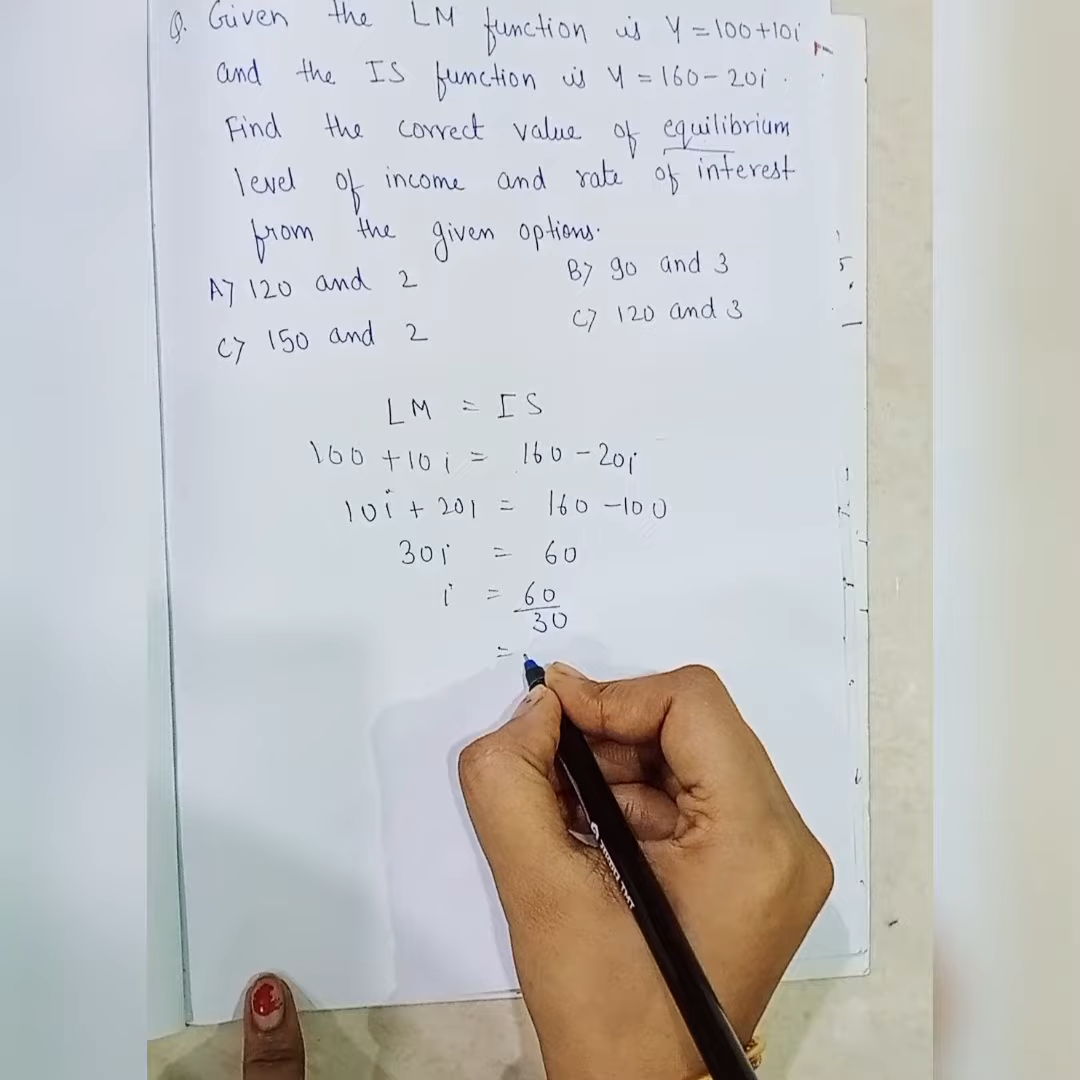 Q. Given the LM function is Y = 100+10i
and the IS function is Y = 160 - 20i.
Find the correct value of equilibrium
level of income and rate of interest
from the given options.
A) 120 and 2 B) 90 and 3
C) 150 and 2 C) 120 and 3
LM = IS
100 + 10i = 160 - 20i
10i + 20i = 160 - 100
30i = 60
i = 60
30
=